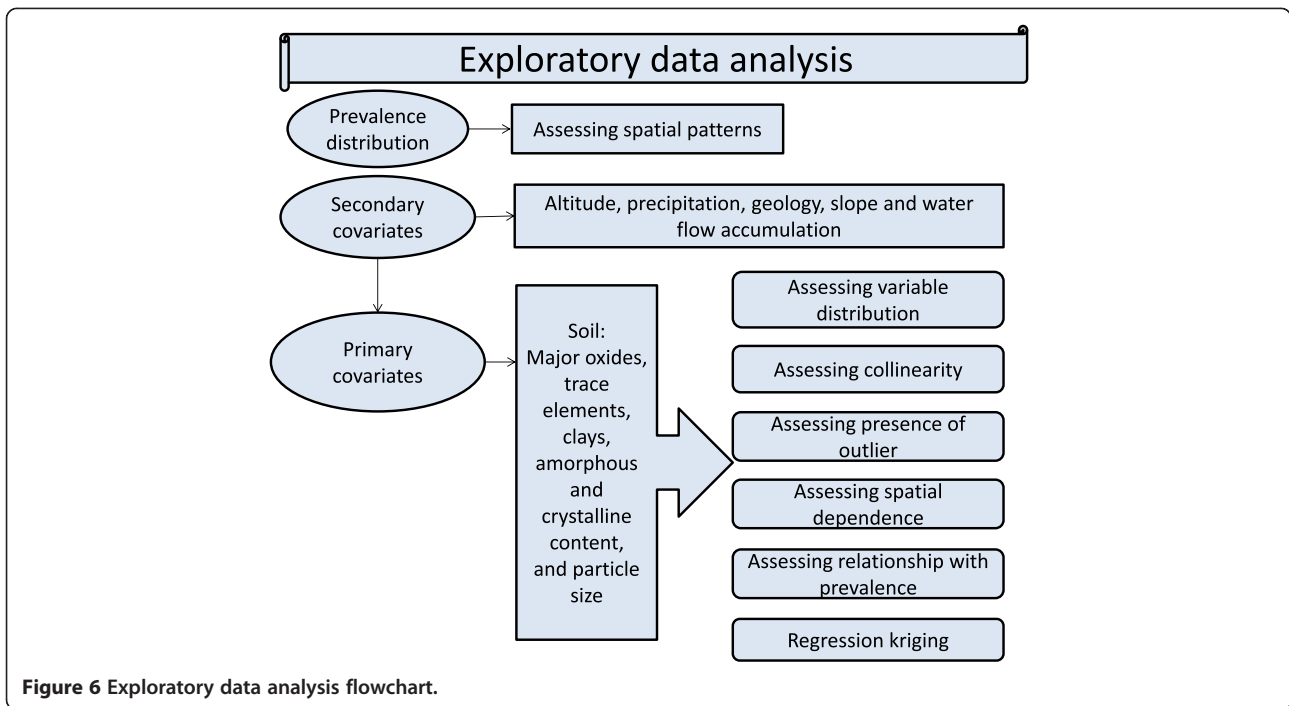 Exploratory data analysis
Prevalence
distribution
Assessing spatial patterns
Secondary
covariates
Altitude, precipitation, geology, slope and water
flow accumulation
Primary
covariates
Soil:
Major oxides,
trace
elements,
clays,
amorphous
and
crystalline
content,
and particle
size
Assessing variable
distribution
Assessing collinearity
Assessing presence of
outlier
Assessing spatial
dependence
Assessing relationship with
prevalence
Regression kriging
Figure 6 Exploratory data analysis flowchart.